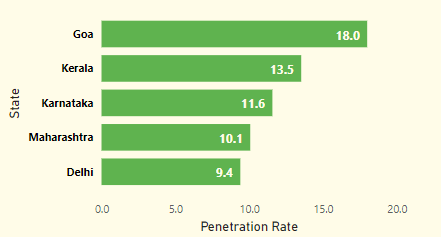 State
Goa 18.0
Kerala 13.5
Karnataka 11.6
Maharashtra 10.1
Delhi 9.4
0.0 5.0 10.0 15.0 20.0
Penetration Rate